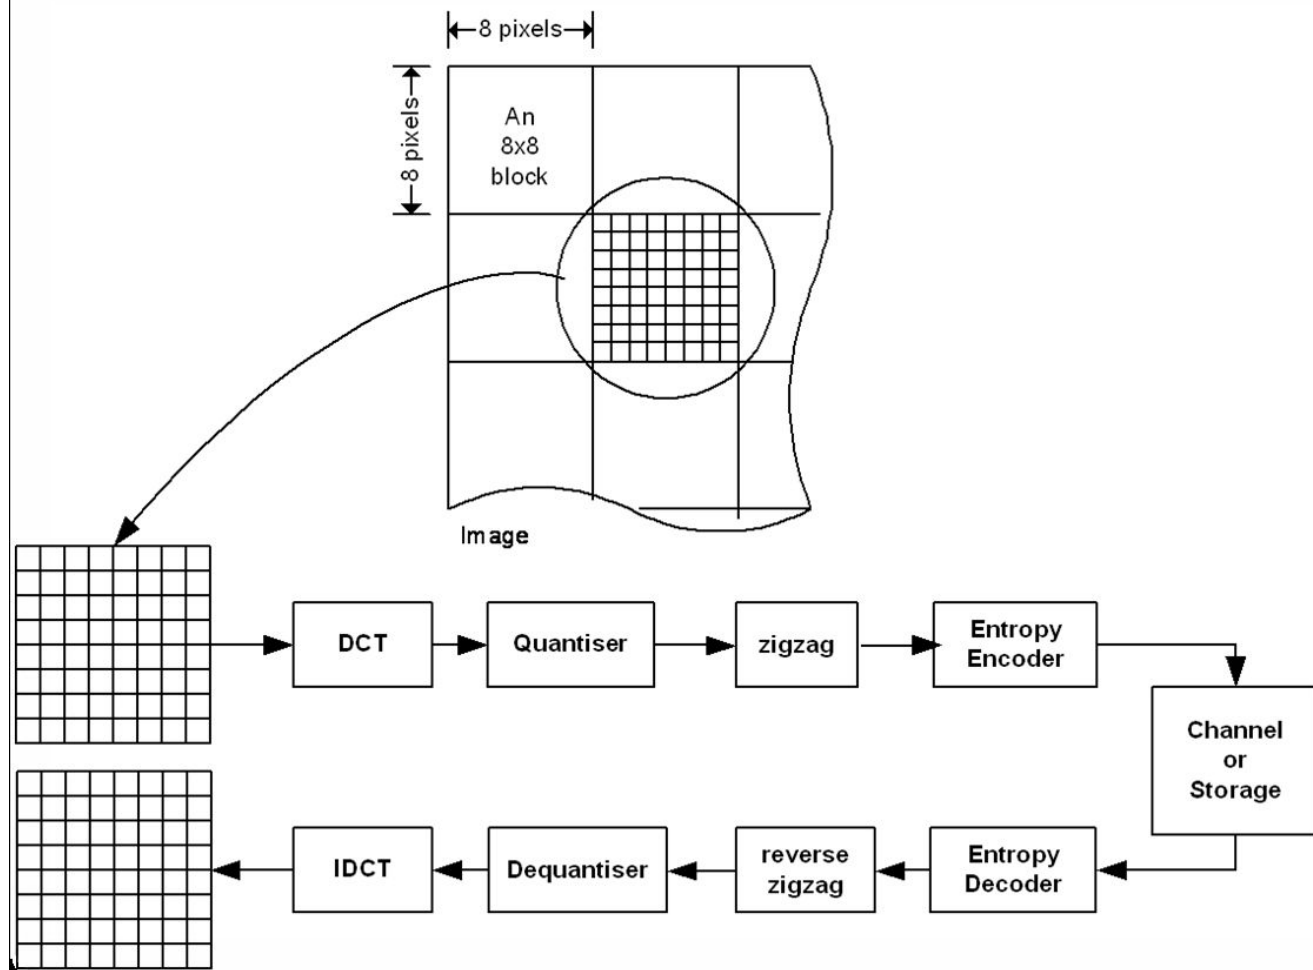 8 pixels
8 pixels
An
8x8
block
Image
DCT
Quantiser
zigzag
Entropy
Encoder
Channel
or
Storage
IDCT
Dequantiser
reverse
zigzag
Entropy
Decoder